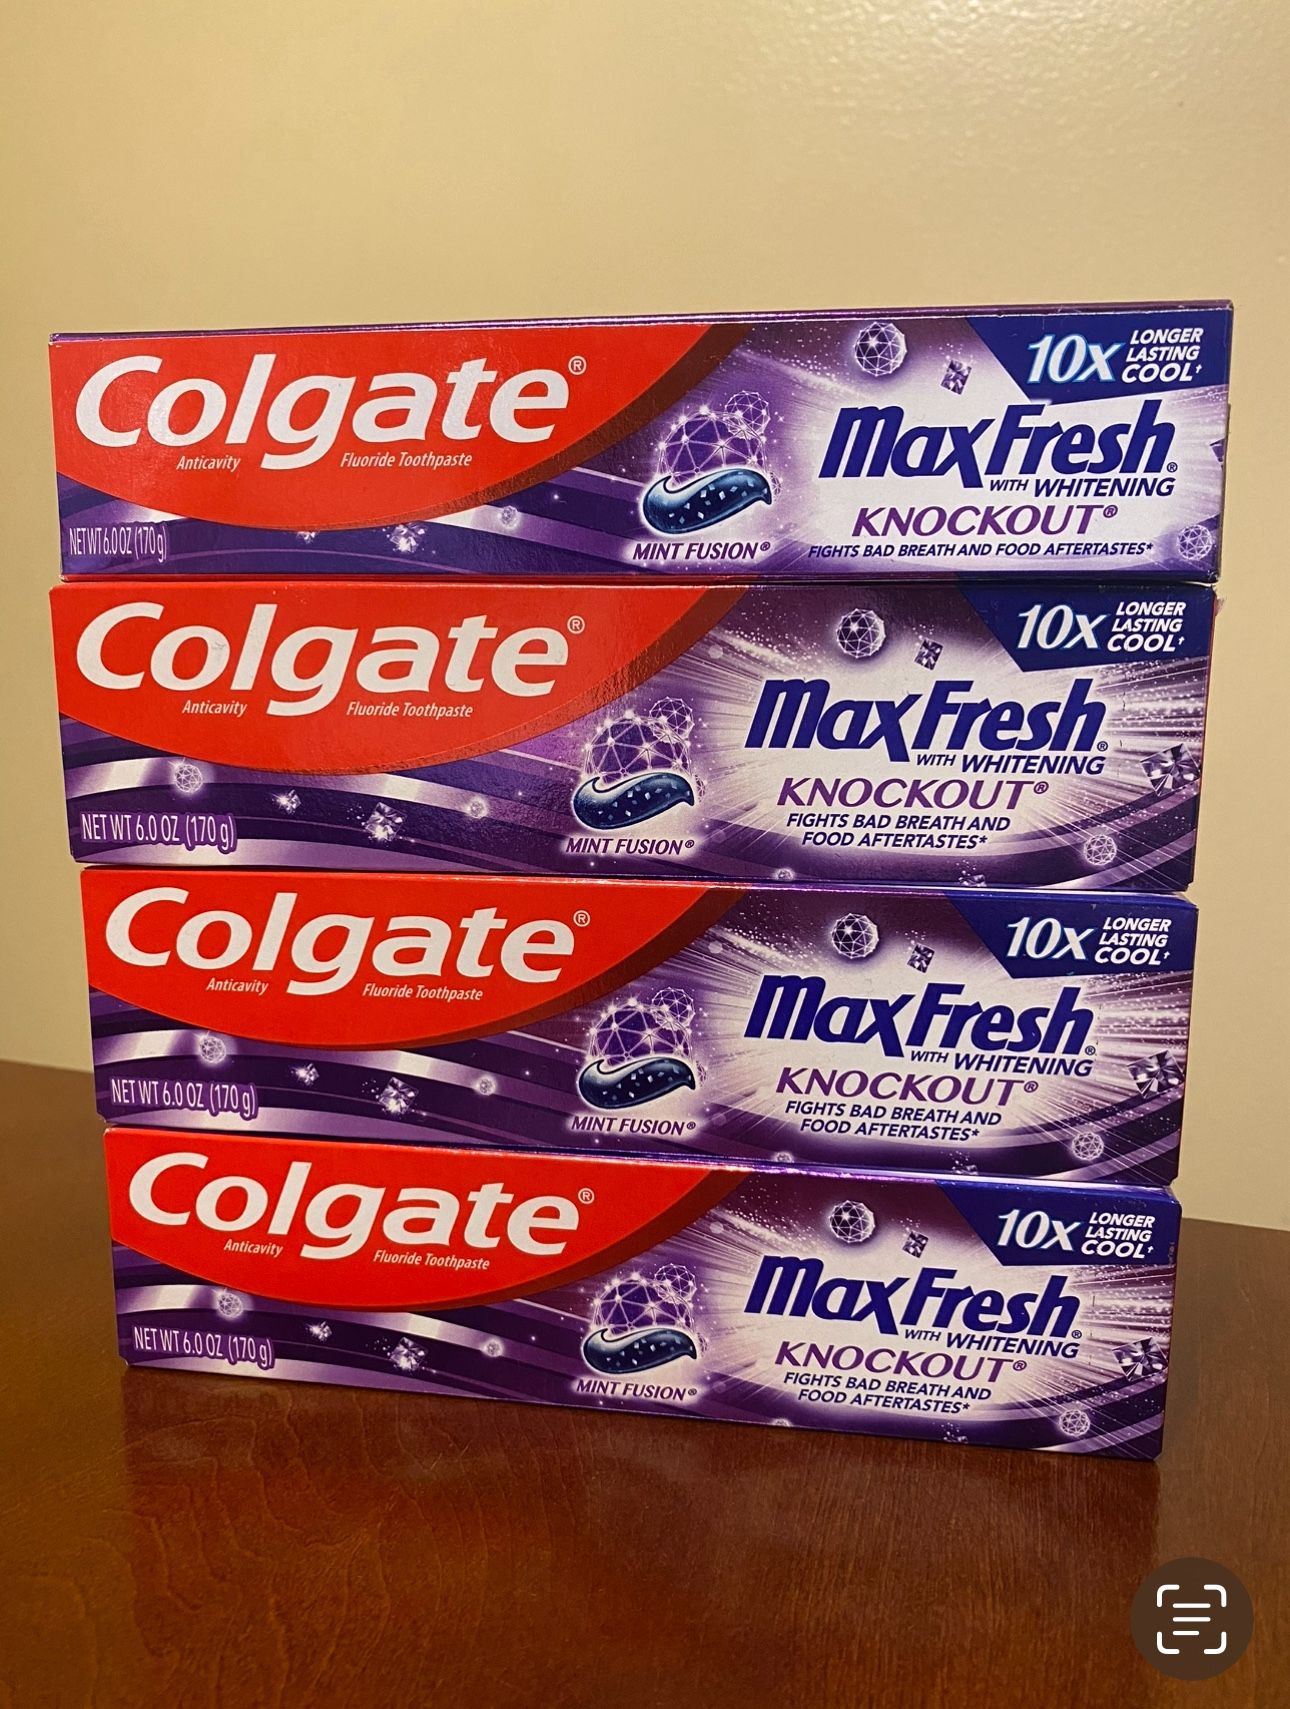 Colgate®
Anticavity Fluoride Toothpaste
NET WT 6.0 OZ (170 g)
MINT FUSION®
10X LONGER
LASTING
COOL†
MaxFresh®
WITH WHITENING
KNOCKOUT®
FIGHTS BAD BREATH AND FOOD AFTERTASTES*
Colgate®
Anticavity Fluoride Toothpaste
NET WT 6.0 OZ (170 g)
MINT FUSION®
10X LONGER
LASTING
COOL†
MaxFresh®
WITH WHITENING
KNOCKOUT®
FIGHTS BAD BREATH AND
FOOD AFTERTASTES*
Colgate®
Anticavity Fluoride Toothpaste
NET WT 6.0 OZ (170 g)
MINT FUSION®
10X LONGER
LASTING
COOL†
MaxFresh®
WITH WHITENING
KNOCKOUT®
FIGHTS BAD BREATH AND
FOOD AFTERTASTES*
Colgate®
Anticavity Fluoride Toothpaste
NET WT 6.0 OZ (170 g)
MINT FUSION®
10X LONGER
LASTING
COOL†
MaxFresh®
WITH WHITENING
KNOCKOUT®
FIGHTS BAD BREATH AND
FOOD AFTERTASTES*